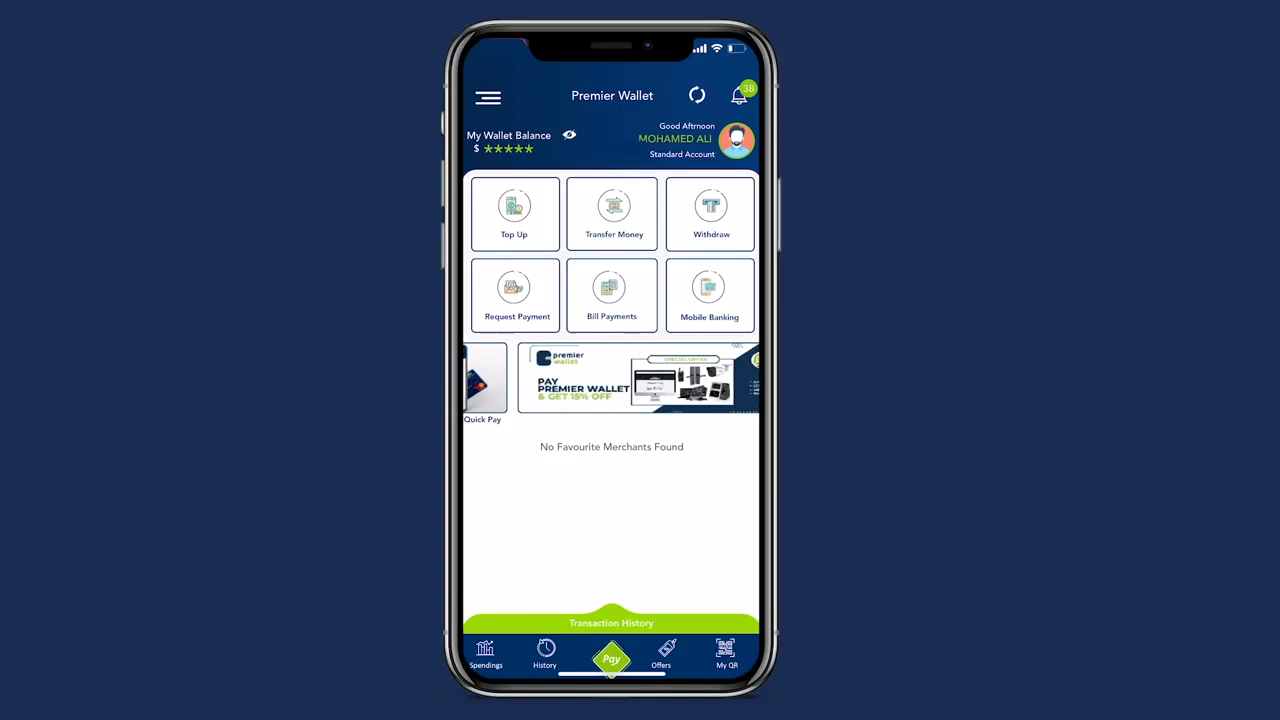 Premier Wallet
38
My Wallet Balance
$ *****
Good Aftrnoon
MOHAMED ALI
Standard Account
Top Up
Transfer Money
Withdraw
Request Payment
Bill Payments
Mobile Banking
premier
wallet
PAY
PREMIER WALLET
& GET 15% OFF
SPECIAL OFFER
Quick Pay
No Favourite Merchants Found
Transaction History
Spendings
History
Pay
Offers
My QR